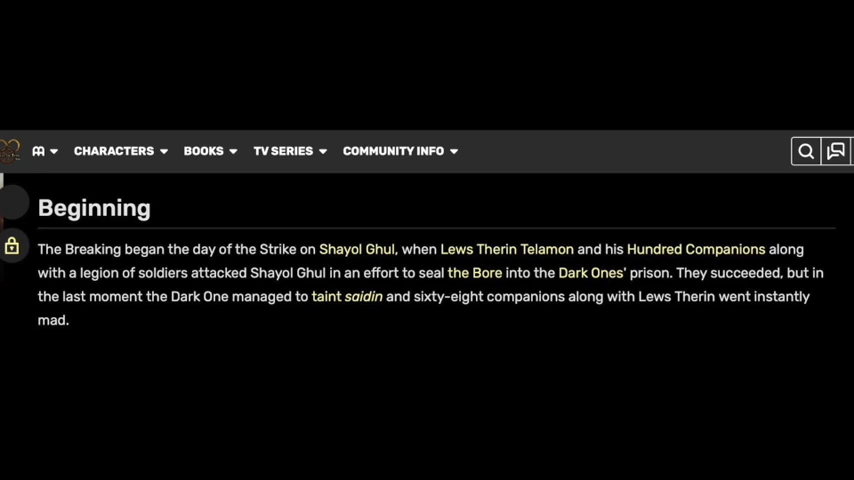 CHARACTERS BOOKS TV SERIES COMMUNITY INFO
Beginning
The Breaking began the day of the Strike on Shayol Ghul, when Lews Therin Telamon and his Hundred Companions along
with a legion of soldiers attacked Shayol Ghul in an effort to seal the Bore into the Dark Ones' prison. They succeeded, but in
the last moment the Dark One managed to taint saidin and sixty-eight companions along with Lews Therin went instantly
mad.